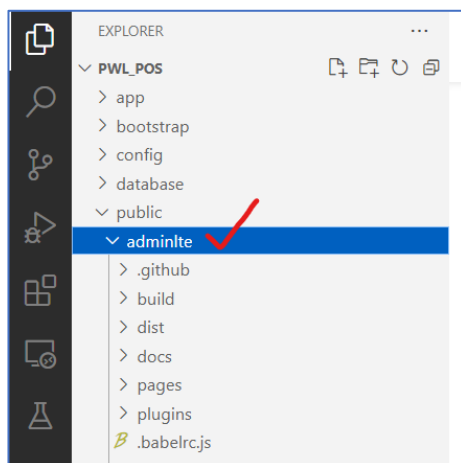 EXPLORER
PWL_POS
app
bootstrap
config
database
public
adminlte
.github
build
dist
docs
pages
plugins
.babelrc.js